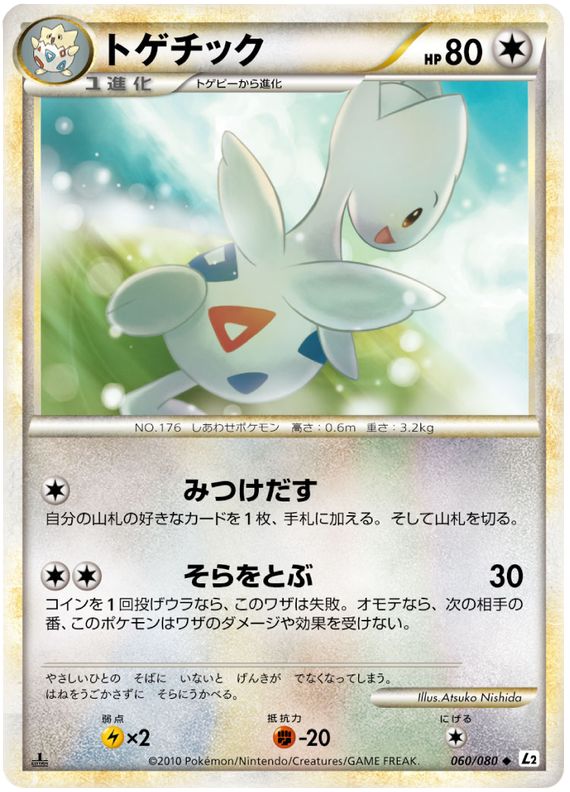 トゲチック
HP80
1進化
トゲピーから進化
NO.176 しあわせポケモン 高さ：0.6m 重さ：3.2kg
みつけだす
自分の山札の好きなカードを1枚、手札に加える。そして山札を切る。
そらをとぶ 30
コインを1回投げウラなら、このワザは失敗。オモテなら、次の相手の
番、このポケモンはワザのダメージや効果を受けない。
やさしいひとの そばに いないと げんきが でなくなってしまう。
はねをうごかさずに そらにうかべる。
Illus.Atsuko Nishida
弱点 抵抗力 にげる
×2 -20
©2010 Pokémon/Nintendo/Creatures/GAME FREAK.
060/080 ◆ L2